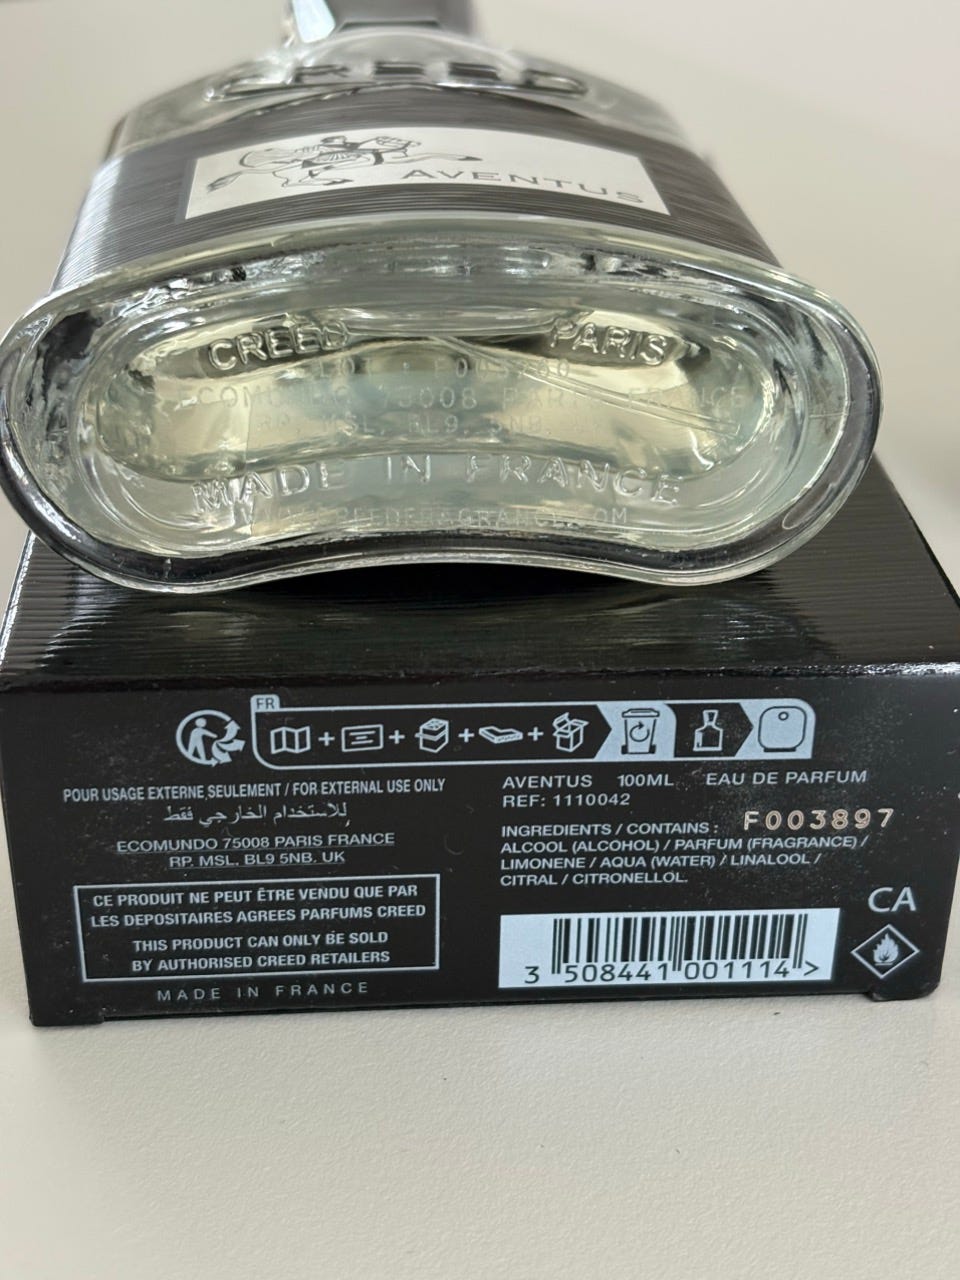 CREED
AVENTUS
CREED PARIS
75008 PARIS FRANCE
RP. MSL. BL9. 5NB.
MADE IN FRANCE
FR
POUR USAGE EXTERNE SEULEMENT / FOR EXTERNAL USE ONLY
للاستخدام الخارجي فقط
ECOMUNDO 75008 PARIS FRANCE
RP. MSL. BL9 5NB. UK
CE PRODUIT NE PEUT ÊTRE VENDU QUE PAR
LES DEPOSITAIRES AGREES PARFUMS CREED
THIS PRODUCT CAN ONLY BE SOLD
BY AUTHORISED CREED RETAILERS
MADE IN FRANCE
AVENTUS 100ML EAU DE PARFUM
REF: 1110042
F003897
INGREDIENTS / CONTAINS :
ALCOOL (ALCOHOL) / PARFUM (FRAGRANCE) /
LIMONENE / AQUA (WATER) / LINALOOL /
CITRAL / CITRONELLOL.
CA
3 508441 001114 >